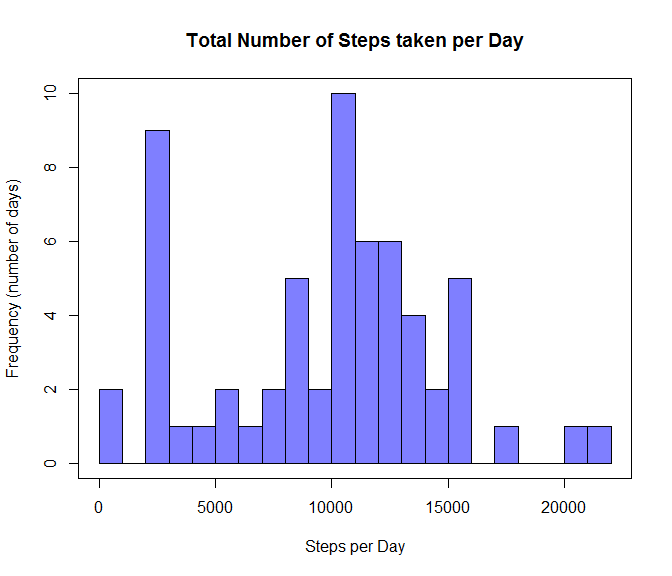 Total Number of Steps taken per Day
Frequency (number of days)
10
8
6
4
2
0
0 5000 10000 15000 20000
Steps per Day